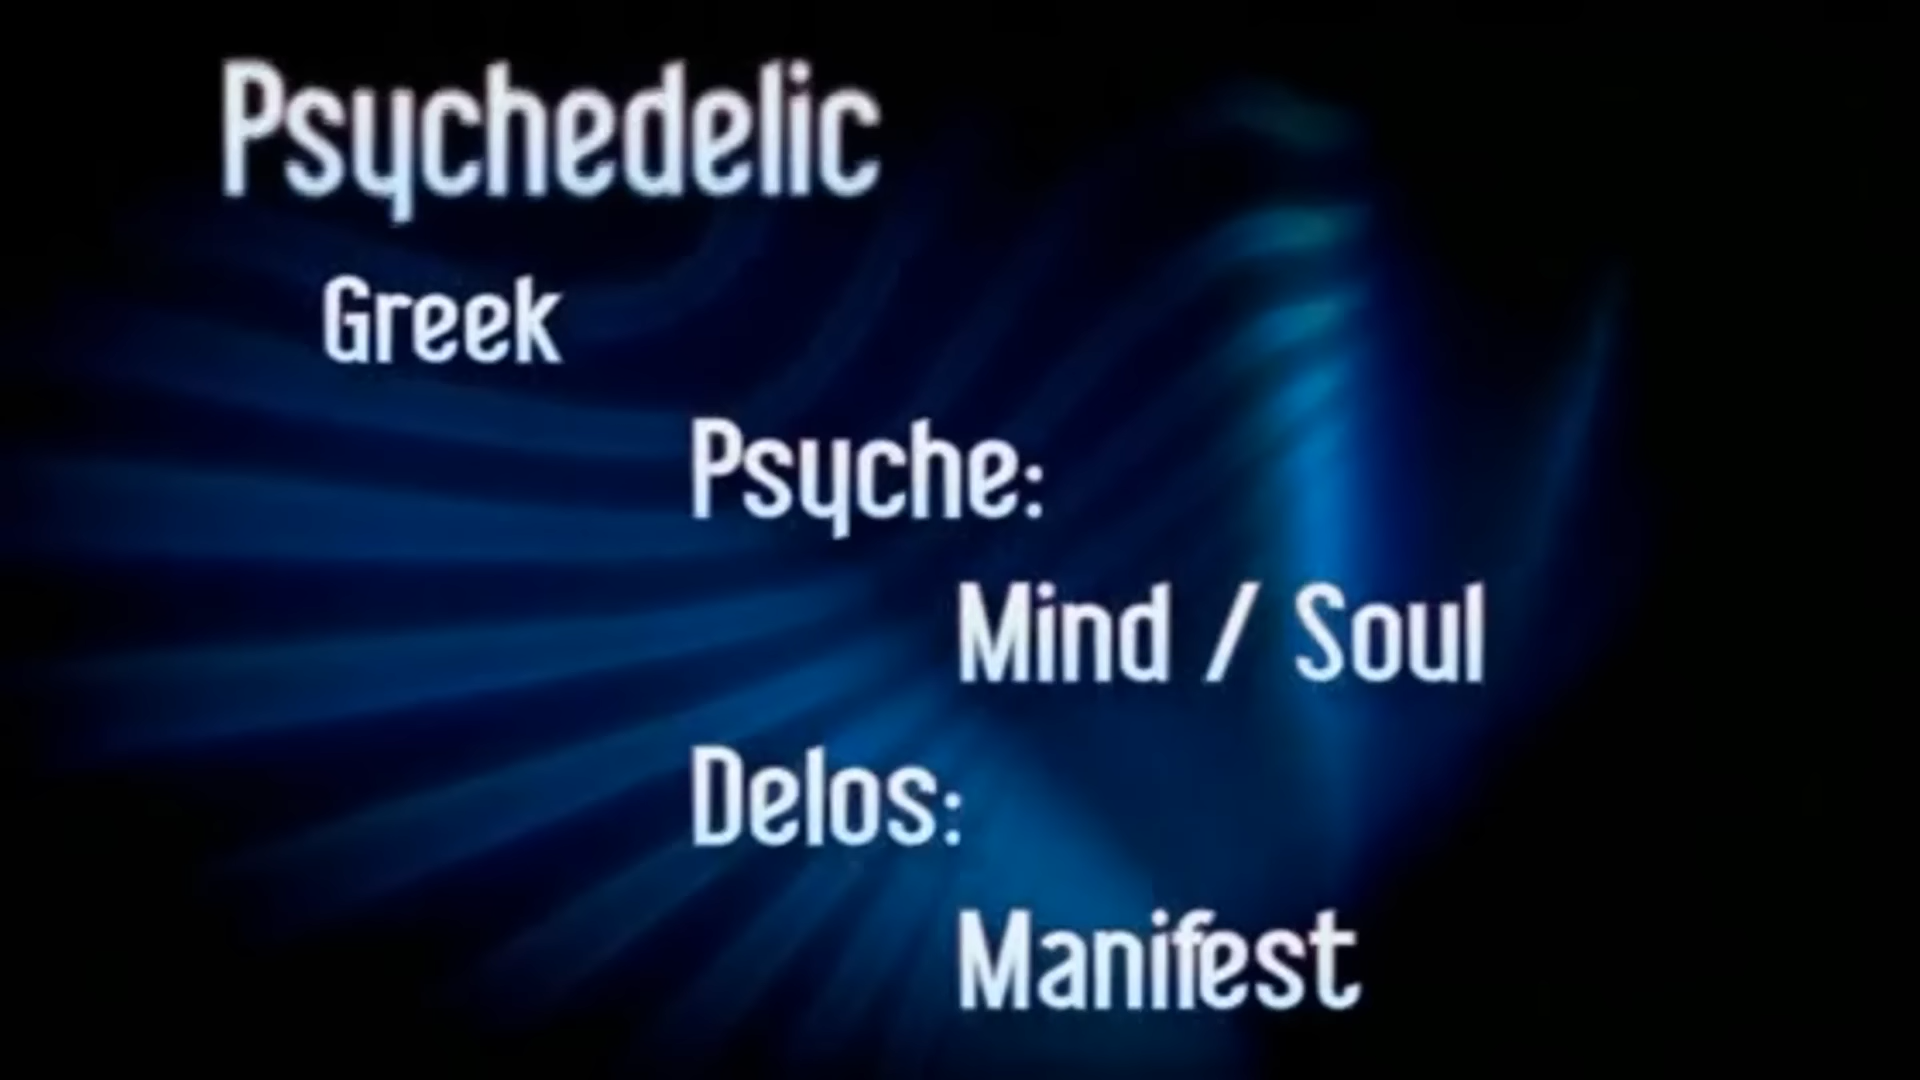 Psychedelic
Greek
Psyche:
Mind / Soul
Delos:
Manifest